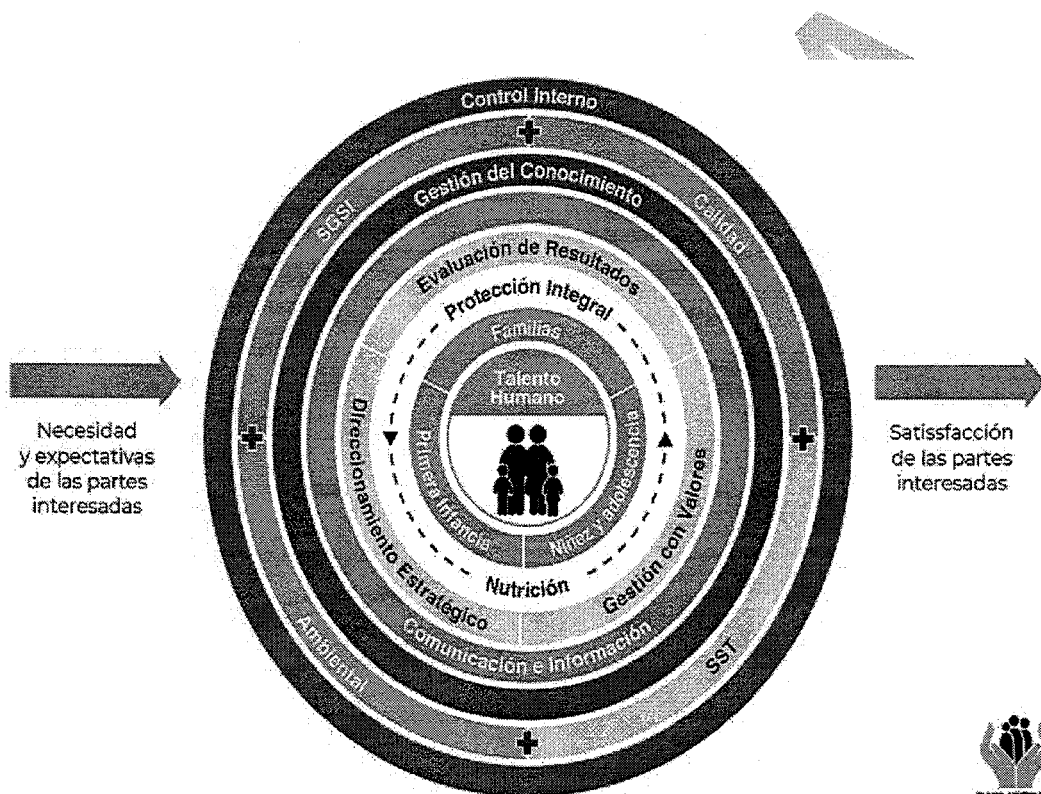 Control Interno
SGSI
Calidad
Gestión del Conocimiento
Evaluación de Resultados
Protección Integral
Familias
Talento
Humano
Primera Infancia
Niñez y adolescencia
Direccionamiento Estratégico
Gestión con Valores
Nutrición
Comunicación e Información
Ambiental
SST
Necesidad
y expectativas
de las partes
interesadas
Satissfacción
de las partes
interesadas